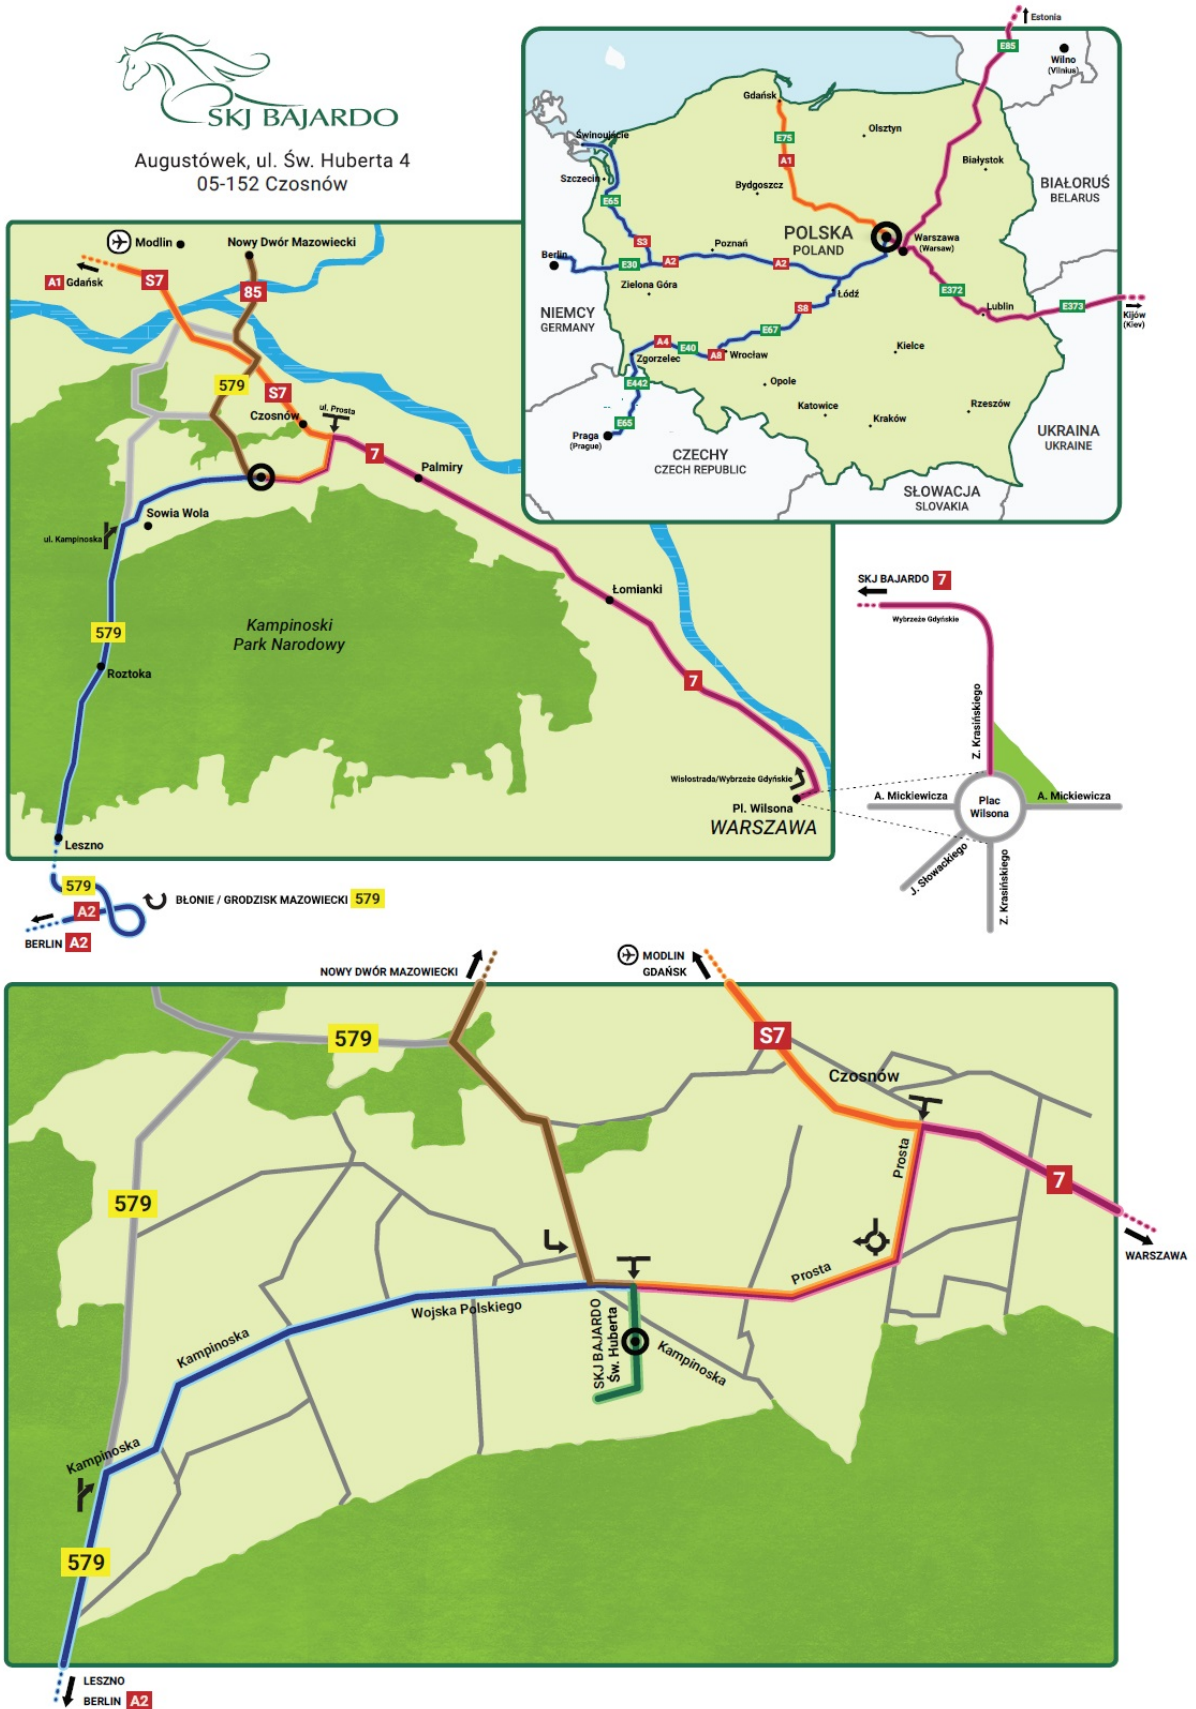 SKJ BAJARDO
Augustówek, ul. Św. Huberta 4
05-152 Czosnów
Estonia
E85
Wilno
(Vilnius)
Gdańsk
Olsztyn
E75
A1
Świnoujście
Białystok
Szczecin
Bydgoszcz
E65
BIAŁORUŚ
BELARUS
POLSKA
POLAND
Warszawa
(Warsaw)
S3
Poznań
Berlin
E30
A2
A2
Zielona Góra
Łódź
E372
Lublin
E373
Kijów
(Kiev)
NIEMCY
GERMANY
S8
E67
A4
E40
A8
Wrocław
Zgorzelec
Kielce
E442
Opole
Katowice
Kraków
Rzeszów
E65
Praga
(Prague)
CZECHY
CZECH REPUBLIC
UKRAINA
UKRAINE
SŁOWACJA
SLOVAKIA
Modlin
Nowy Dwór Mazowiecki
A1 Gdańsk
S7
85
579
S7
ul. Prosta
Czosnów
7
Palmiry
Sowia Wola
ul. Kampinoska
Łomianki
Kampinoski
Park Narodowy
579
Roztoka
7
Wisłostrada/Wybrzeże Gdyńskie
Pl. Wilsona
WARSZAWA
Leszno
579
A2
BERLIN A2
BŁONIE / GRODZISK MAZOWIECKI 579
SKJ BAJARDO 7
Wybrzeże Gdyńskie
Z. Krasińskiego
A. Mickiewicza
Plac
Wilsona
A. Mickiewicza
J. Słowackiego
Z. Krasińskiego
NOWY DWÓR MAZOWIECKI
MODLIN
GDAŃSK
579
S7
Czosnów
Prosta
7
579
WARSZAWA
Prosta
Wojska Polskiego
Kampinoska
SKJ BAJARDO
Św. Huberta
Kampinoska
Kampinoska
579
LESZNO
BERLIN A2